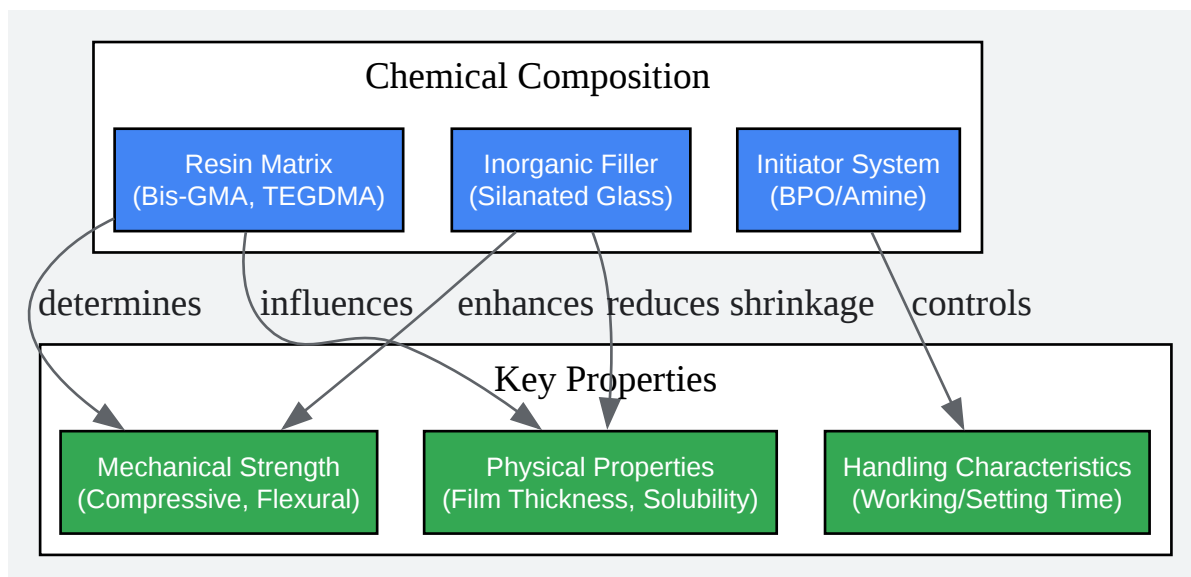 Chemical Composition
Resin Matrix
(Bis-GMA, TEGDMA)
Inorganic Filler
(Silanated Glass)
Initiator System
(BPO/Amine)
determines
influences
enhances
reduces shrinkage
controls
Key Properties
Mechanical Strength
(Compressive, Flexural)
Physical Properties
(Film Thickness, Solubility)
Handling Characteristics
(Working/Setting Time)